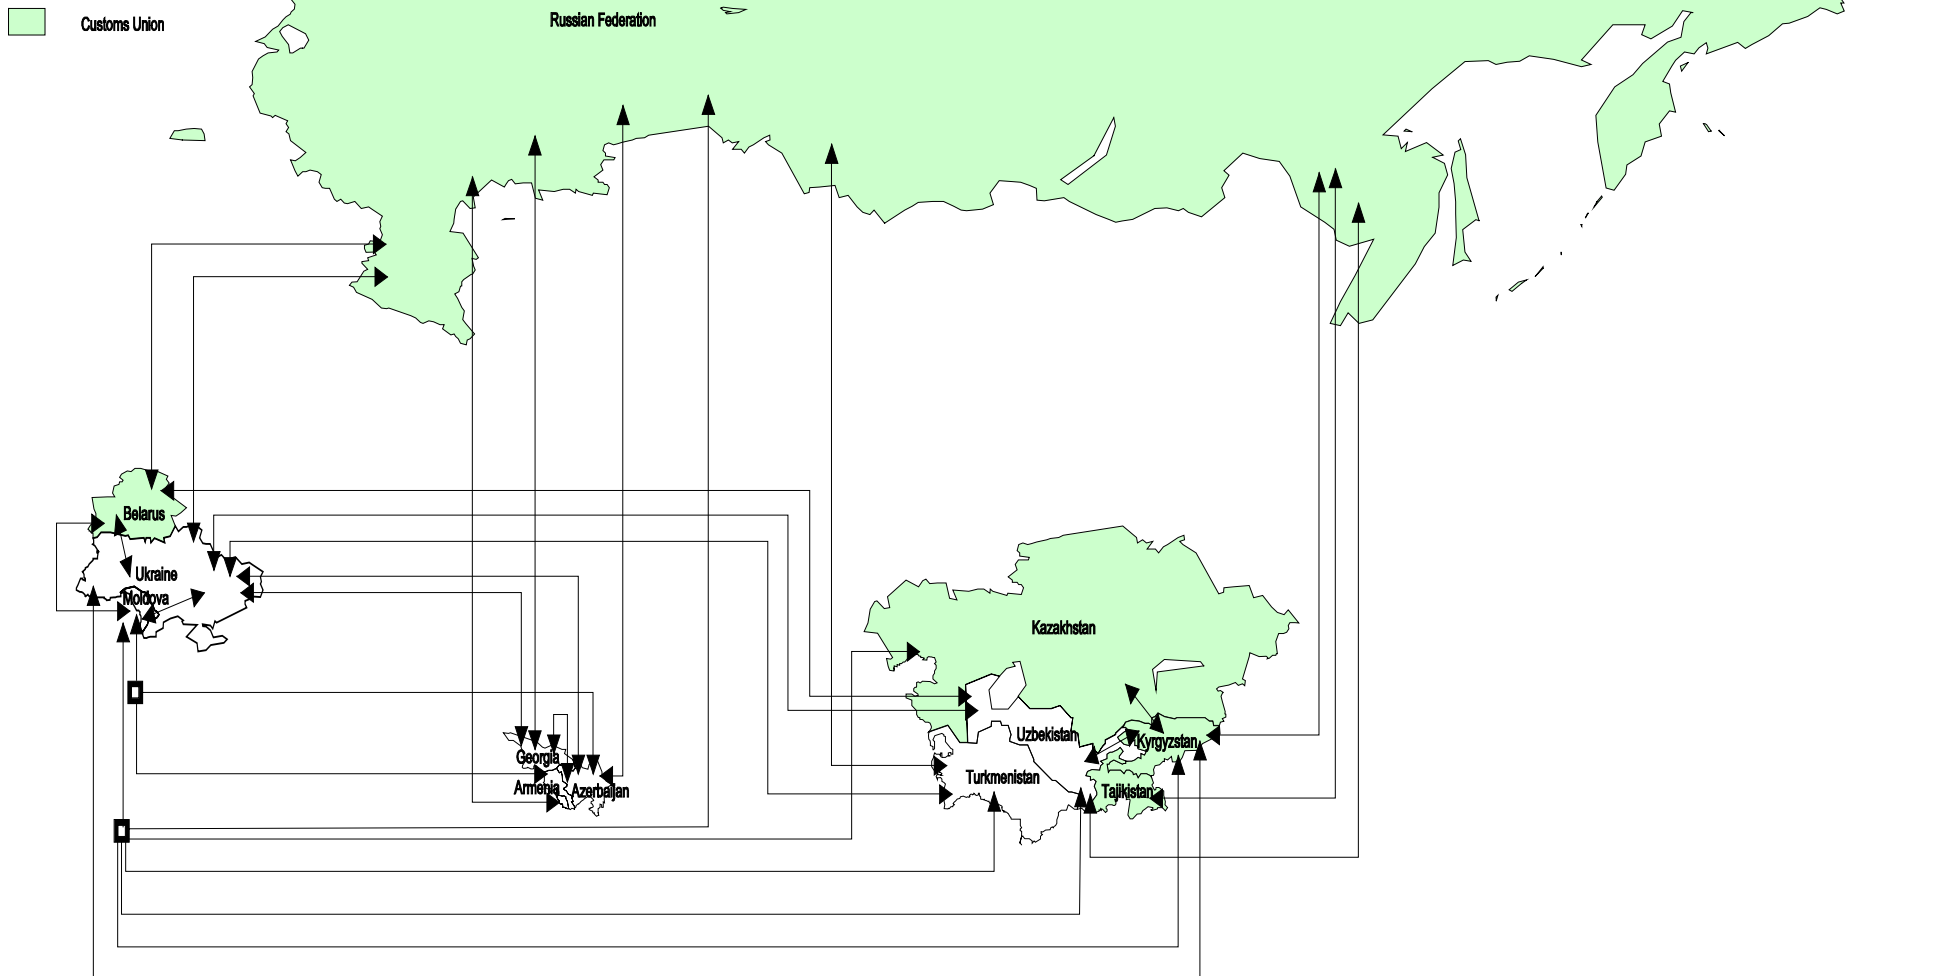 Customs Union
Russian Federation
Belarus
Ukraine
Moldova
Kazakhstan
Uzbekistan
Kyrgyzstan
Georgia
Turkmenistan
Armenia
Azerbaijan
Tajikistan